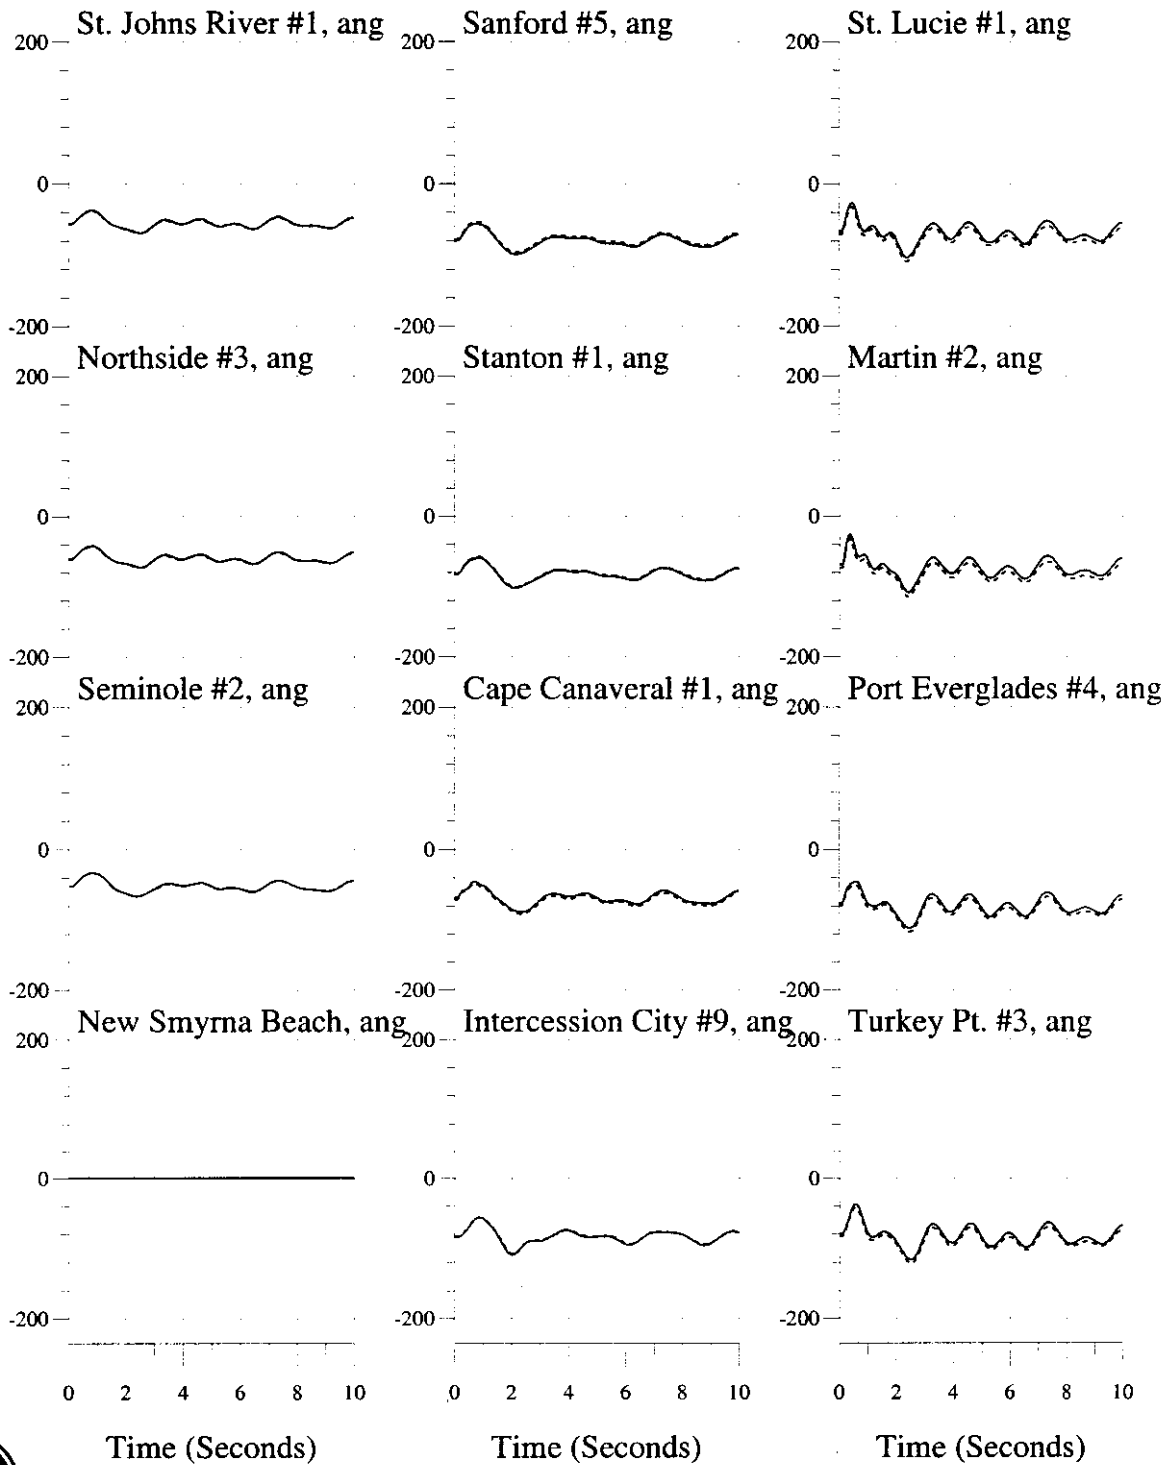 St. Johns River #1, ang
200
0
-200
Sanford #5, ang
200
0
-200
St. Lucie #1, ang
200
0
-200
Northside #3, ang
200
0
-200
Stanton #1, ang
200
0
-200
Martin #2, ang
200
0
-200
Seminole #2, ang
200
0
-200
Cape Canaveral #1, ang
200
0
-200
Port Everglades #4, ang
200
0
-200
New Smyrna Beach, ang
200
0
-200
0 2 4 6 8 10
Time (Seconds)
Intercession City #9, ang
200
0
-200
0 2 4 6 8 10
Time (Seconds)
Turkey Pt. #3, ang
200
0
-200
0 2 4 6 8 10
Time (Seconds)